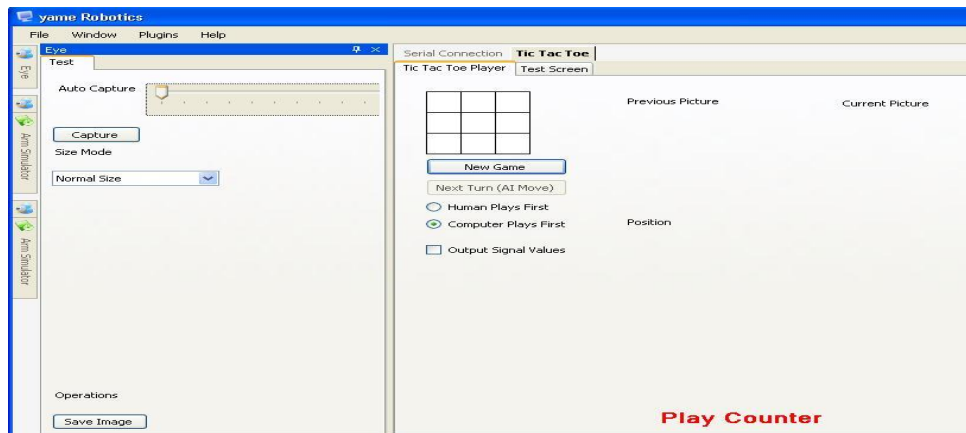 yame Robotics
File Window Plugins Help
Eye
Test
Eye
Arm Simulator
Arm Simulator
Auto Capture
Capture
Size Mode
Normal Size
Operations
Save Image
Serial Connection Tic Tac Toe
Tic Tac Toe Player Test Screen
Previous Picture Current Picture
New Game
Next Turn (AI Move)
Human Plays First
Computer Plays First
Position
Output Signal Values
Play Counter